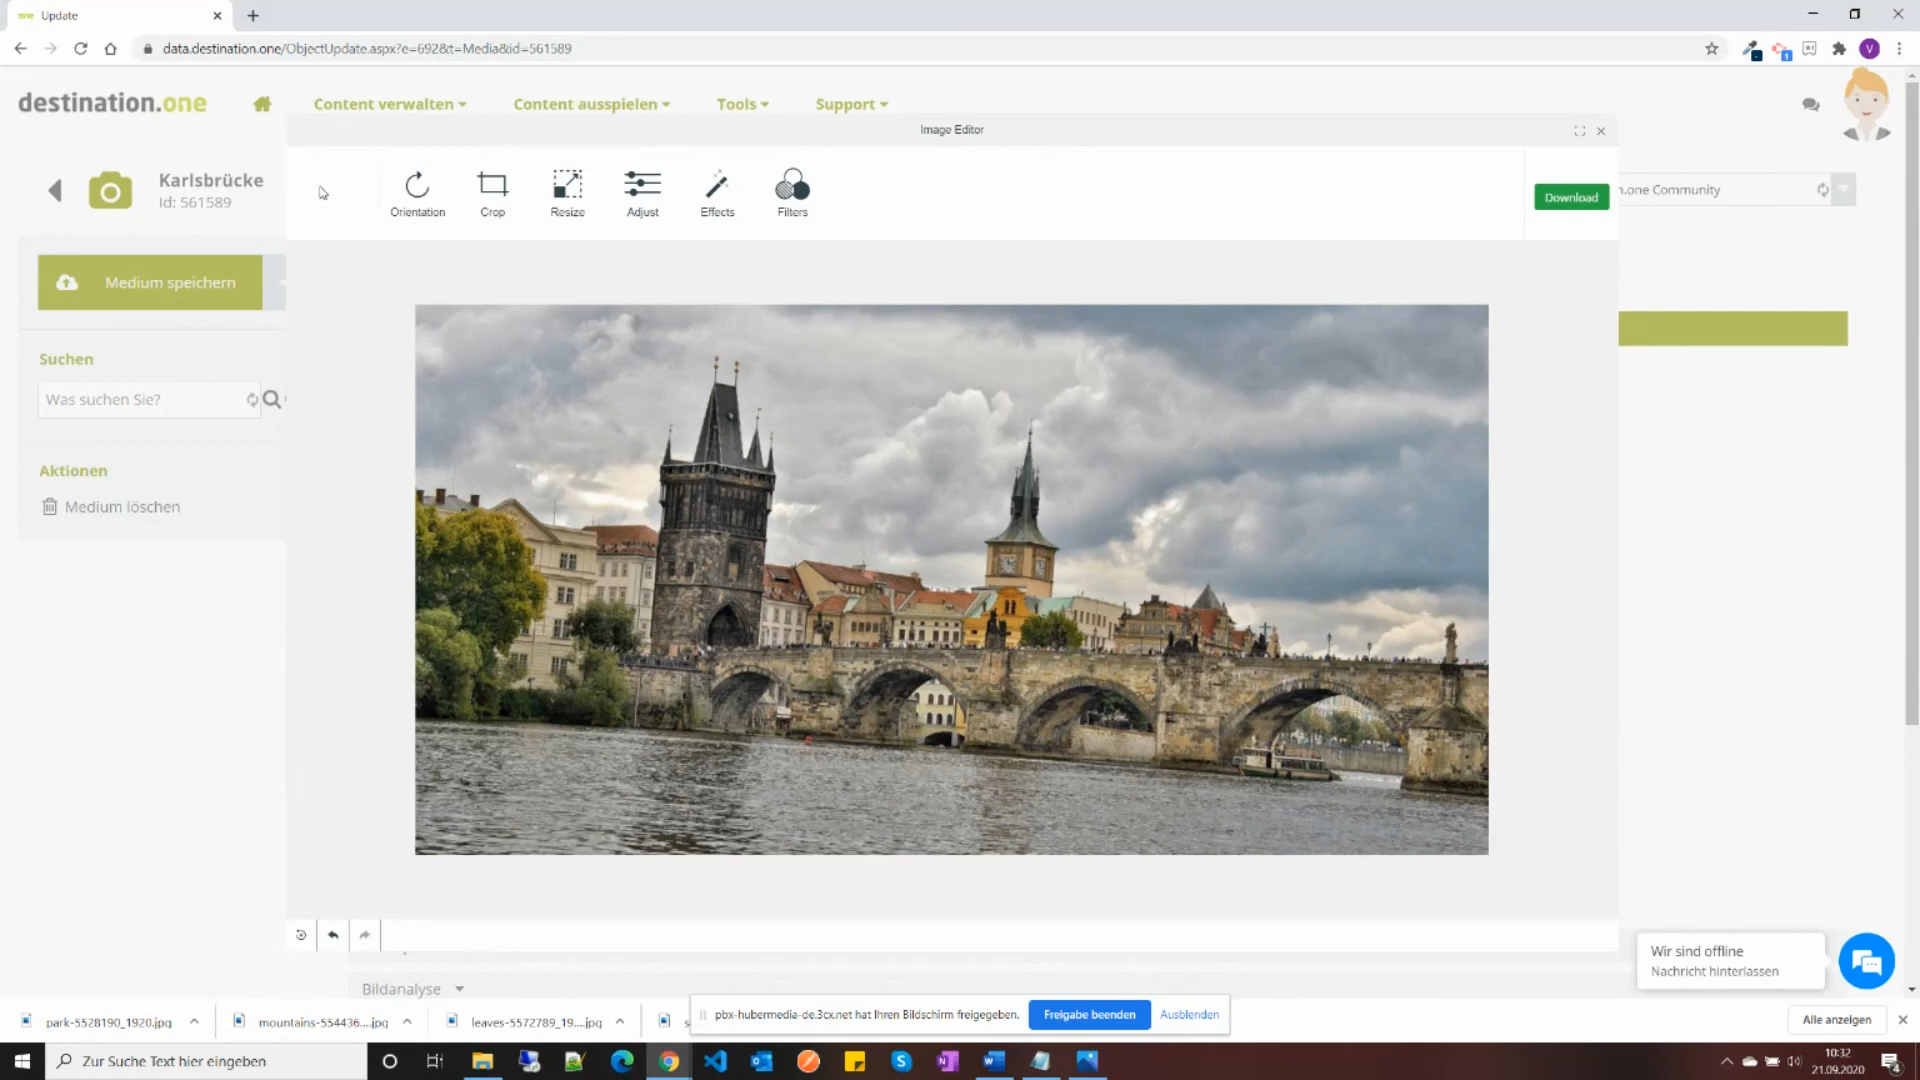 one Update
data.destination.one/ObjectUpdate.aspx?e=692&t=Media&id=561589
V
1
destination.one
Content verwalten
Content ausspielen
Tools
Support
Image Editor
Karlsbrücke
Id: 561589
Orientation
Crop
Resize
Adjust
Effects
Filters
Download
n.one Community
Medium speichern
Suchen
Was suchen Sie?
Aktionen
Medium löschen
Wir sind offline
Nachricht hinterlassen
Bildanalyse
park-5528190_1920.jpg
mountains-554436....jpg
leaves-5572789_19....jpg
pbx-hubermedia-de.3cx.net hat Ihren Bildschirm freigegeben.
Freigabe beenden
Ausblenden
Alle anzeigen
Zur Suche Text hier eingeben
10:32
21.09.2020
4